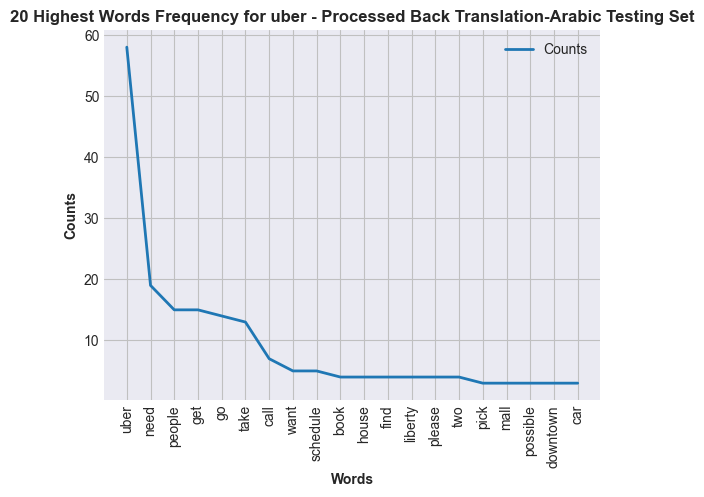 20 Highest Words Frequency for uber - Processed Back Translation-Arabic Testing Set
Counts
60
50
40
30
20
10
Counts
uber
need
people
get
go
take
call
want
schedule
book
house
find
liberty
please
two
pick
mall
possible
downtown
car
Words